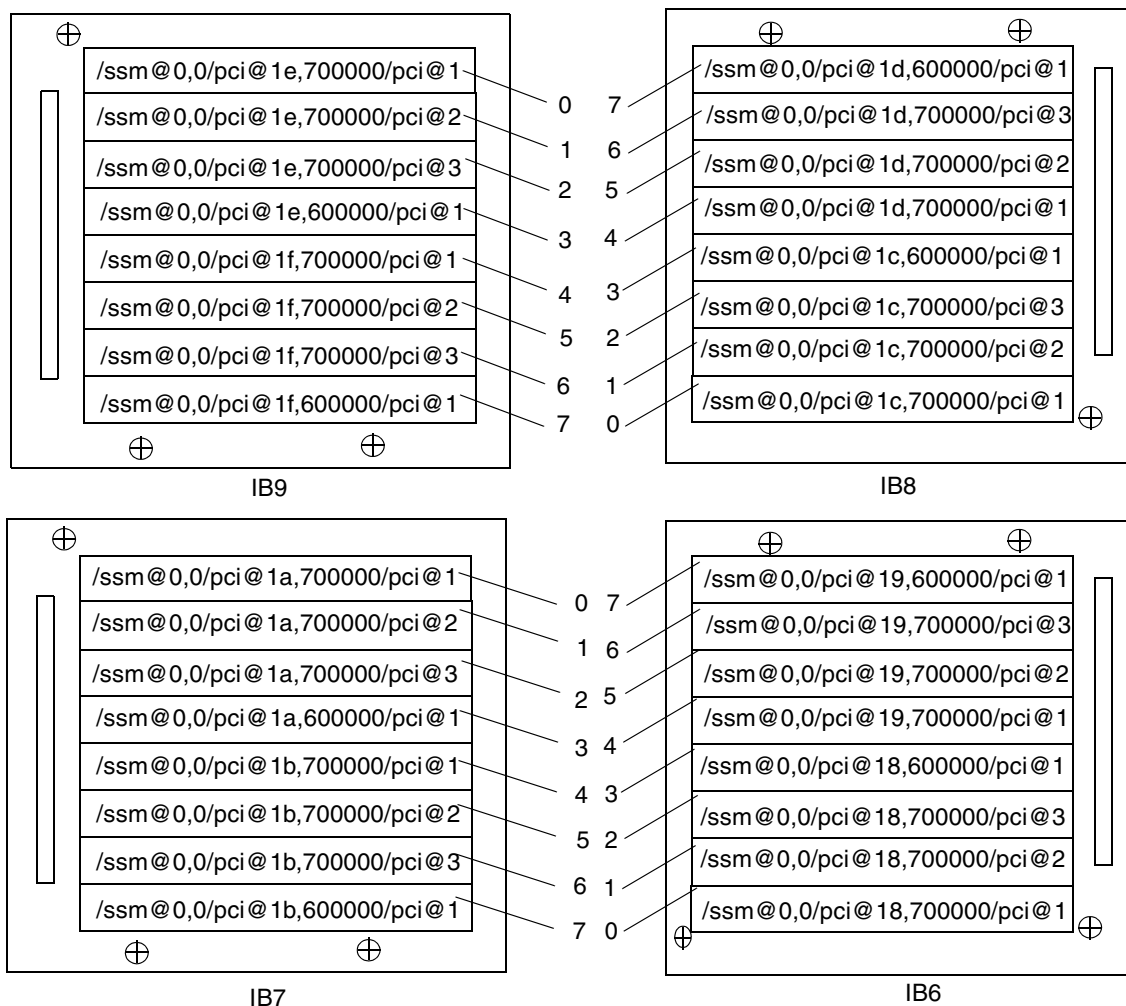 /ssm@0,0/pci@1e,700000/pci@1
/ssm@0,0/pci@1e,700000/pci@2
/ssm@0,0/pci@1e,700000/pci@3
/ssm@0,0/pci@1e,600000/pci@1
/ssm@0,0/pci@1f,700000/pci@1
/ssm@0,0/pci@1f,700000/pci@2
/ssm@0,0/pci@1f,700000/pci@3
/ssm@0,0/pci@1f,600000/pci@1
0
1
2
3
4
5
6
7
IB9
7
6
5
4
3
2
1
0
/ssm@0,0/pci@1d,600000/pci@1
/ssm@0,0/pci@1d,700000/pci@3
/ssm@0,0/pci@1d,700000/pci@2
/ssm@0,0/pci@1d,700000/pci@1
/ssm@0,0/pci@1c,600000/pci@1
/ssm@0,0/pci@1c,700000/pci@3
/ssm@0,0/pci@1c,700000/pci@2
/ssm@0,0/pci@1c,700000/pci@1
IB8
/ssm@0,0/pci@1a,700000/pci@1
/ssm@0,0/pci@1a,700000/pci@2
/ssm@0,0/pci@1a,700000/pci@3
/ssm@0,0/pci@1a,600000/pci@1
/ssm@0,0/pci@1b,700000/pci@1
/ssm@0,0/pci@1b,700000/pci@2
/ssm@0,0/pci@1b,700000/pci@3
/ssm@0,0/pci@1b,600000/pci@1
0
1
2
3
4
5
6
7
IB7
7
6
5
4
3
2
1
0
/ssm@0,0/pci@19,600000/pci@1
/ssm@0,0/pci@19,700000/pci@3
/ssm@0,0/pci@19,700000/pci@2
/ssm@0,0/pci@19,700000/pci@1
/ssm@0,0/pci@18,600000/pci@1
/ssm@0,0/pci@18,700000/pci@3
/ssm@0,0/pci@18,700000/pci@2
/ssm@0,0/pci@18,700000/pci@1
IB6